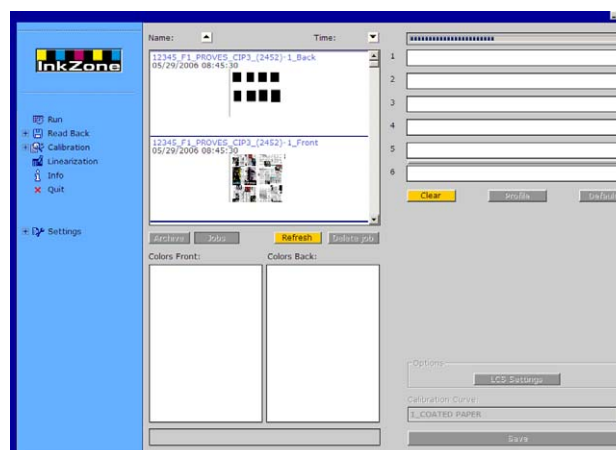 InkZone
Run
Read Back
Calibration
Linearization
Info
Quit
Settings
Name:
Time:
12345_F1_PROVES_CIP3_(2452)-1_Back
05/29/2006 08:45:30
12345_F1_PROVES_CIP3_(2452)-1_Front
05/29/2006 08:45:30
Archive
Jobs
Refresh
Delete job
Colors Front:
Colors Back:
1
2
3
4
5
6
Clear
Profile
Default
Options
LCS Settings
Calibration Curve
1_COATED PAPER
Save